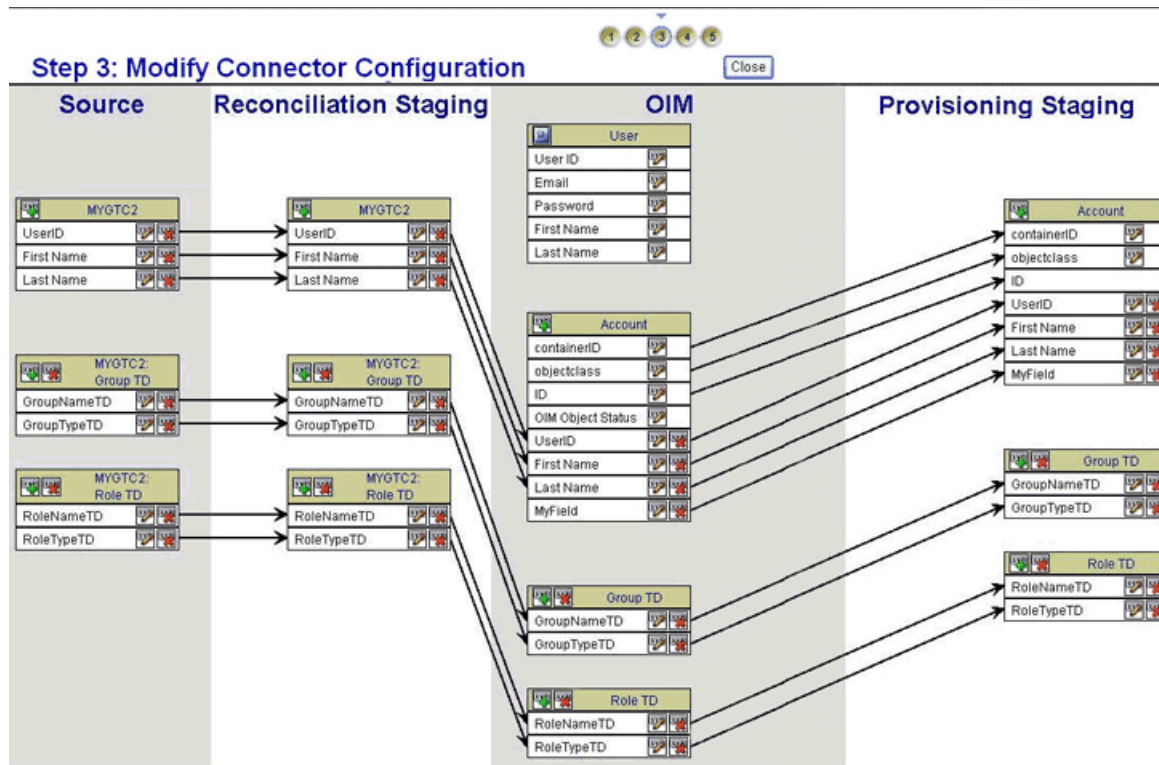 1 2 3 4 5
Step 3: Modify Connector Configuration
Close
Source
Reconciliation Staging
OIM
Provisioning Staging
MYGTC2
UserID
First Name
Last Name
MYGTC2:
Group TD
GroupNameTD
GroupTypeTD
MYGTC2:
Role TD
RoleNameTD
RoleTypeTD
MYGTC2
UserID
First Name
Last Name
MYGTC2:
Group TD
GroupNameTD
GroupTypeTD
MYGTC2:
Role TD
RoleNameTD
RoleTypeTD
User
User ID
Email
Password
First Name
Last Name
Account
containerID
objectclass
ID
OIM Object Status
UserID
First Name
Last Name
MyField
Group TD
GroupNameTD
GroupTypeTD
Role TD
RoleNameTD
RoleTypeTD
Account
containerID
objectclass
ID
UserID
First Name
Last Name
MyField
Group TD
GroupNameTD
GroupTypeTD
Role TD
RoleNameTD
RoleTypeTD